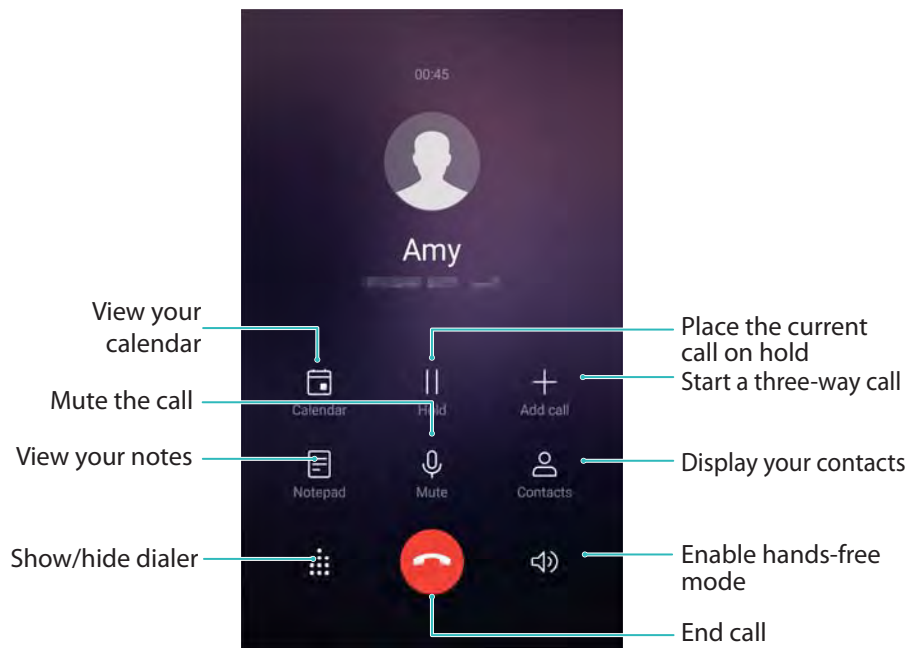 00:45
Amy
View your
calendar
Place the current
call on hold
Start a three-way call
Mute the call
Calendar
Hold
Add call
View your notes
Display your contacts
Notepad
Mute
Contacts
Show/hide dialer
Enable hands-free
mode
End call